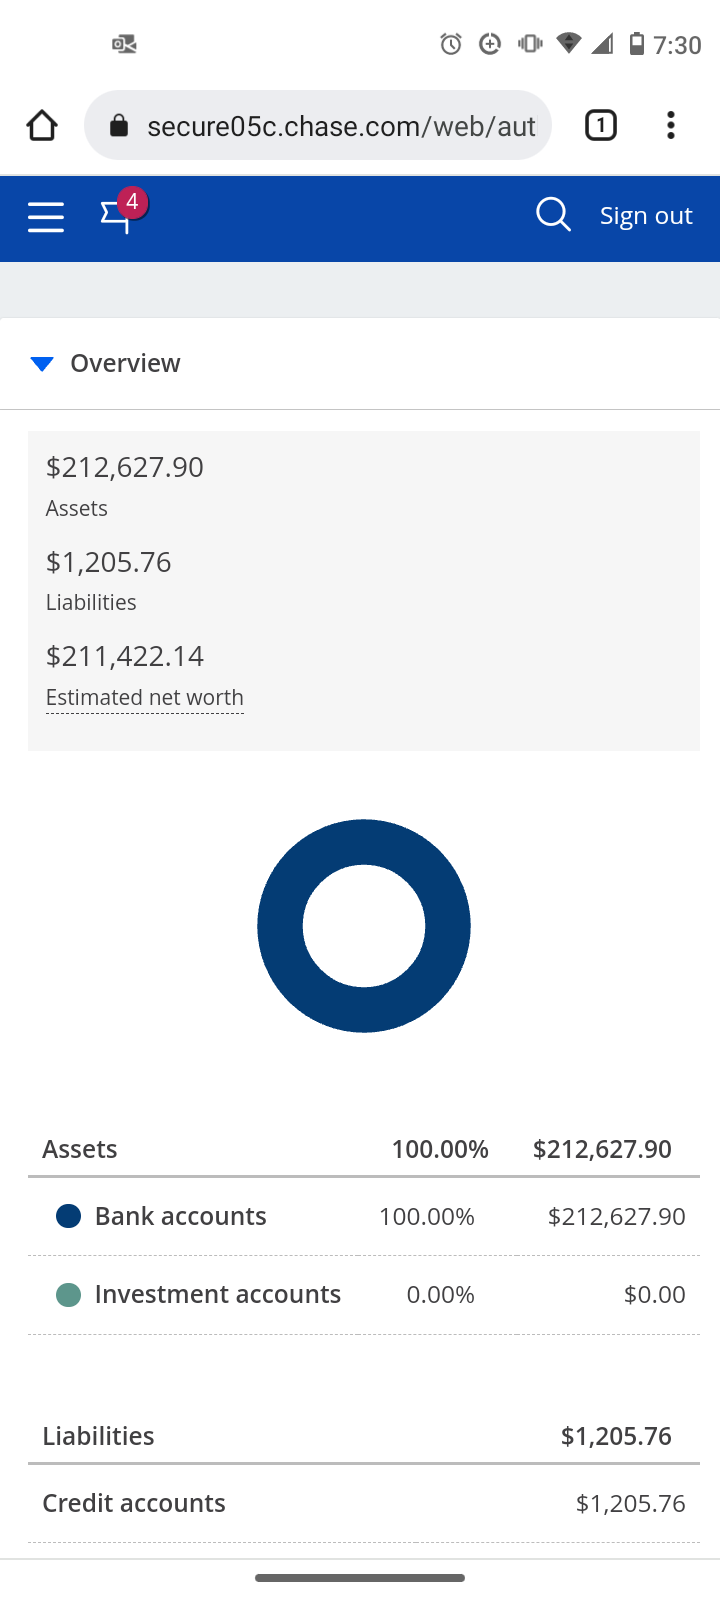 7:30
secure05c.chase.com/web/aut
1
4
Sign out
Overview
$212,627.90
Assets
$1,205.76
Liabilities
$211,422.14
Estimated net worth
Assets 100.00% $212,627.90
Bank accounts 100.00% $212,627.90
Investment accounts 0.00% $0.00
Liabilities $1,205.76
Credit accounts $1,205.76